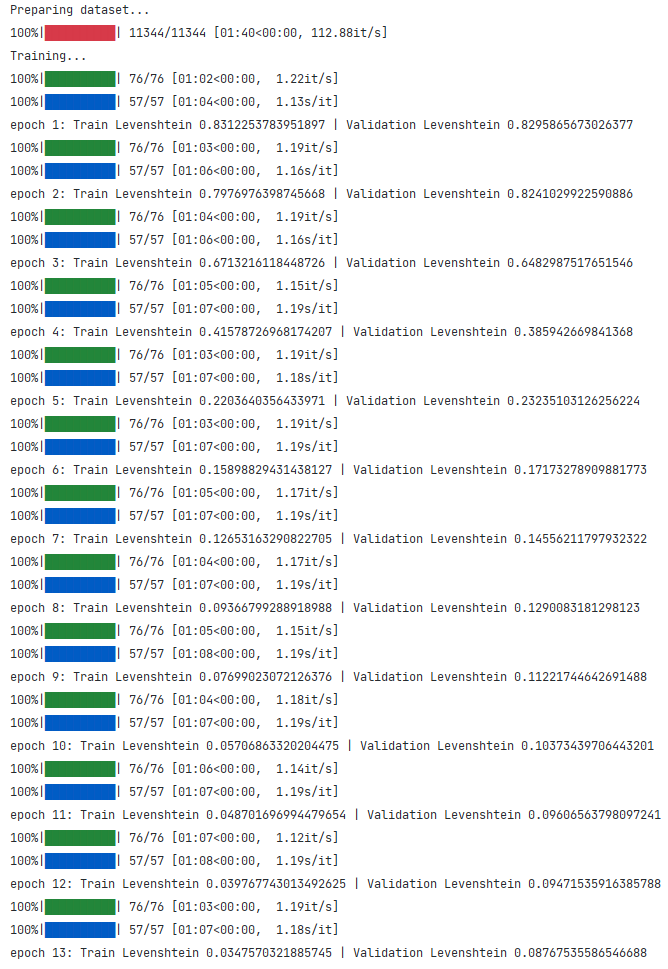 Preparing dataset...
100%|██████████| 11344/11344 [01:40<00:00, 112.88it/s]
Training...
100%|██████████| 76/76 [01:02<00:00,  1.22it/s]
100%|██████████| 57/57 [01:04<00:00,  1.13s/it]
epoch 1: Train Levenshtein 0.8312253783951897 | Validation Levenshtein 0.8295865673026377
100%|██████████| 76/76 [01:03<00:00,  1.19it/s]
100%|██████████| 57/57 [01:06<00:00,  1.16s/it]
epoch 2: Train Levenshtein 0.7976976398745668 | Validation Levenshtein 0.8241029922590886
100%|██████████| 76/76 [01:04<00:00,  1.19it/s]
100%|██████████| 57/57 [01:06<00:00,  1.16s/it]
epoch 3: Train Levenshtein 0.6713216118448726 | Validation Levenshtein 0.6482987517651546
100%|██████████| 76/76 [01:05<00:00,  1.15it/s]
100%|██████████| 57/57 [01:07<00:00,  1.19s/it]
epoch 4: Train Levenshtein 0.41578726968174207 | Validation Levenshtein 0.385942669841368
100%|██████████| 76/76 [01:03<00:00,  1.19it/s]
100%|██████████| 57/57 [01:07<00:00,  1.18s/it]
epoch 5: Train Levenshtein 0.2203640356433971 | Validation Levenshtein 0.23235103126256224
100%|██████████| 76/76 [01:03<00:00,  1.19it/s]
100%|██████████| 57/57 [01:07<00:00,  1.19s/it]
epoch 6: Train Levenshtein 0.15898829431438127 | Validation Levenshtein 0.17173278909881773
100%|██████████| 76/76 [01:05<00:00,  1.17it/s]
100%|██████████| 57/57 [01:07<00:00,  1.19s/it]
epoch 7: Train Levenshtein 0.12653163290822705 | Validation Levenshtein 0.14556211797932322
100%|██████████| 76/76 [01:04<00:00,  1.17it/s]
100%|██████████| 57/57 [01:07<00:00,  1.19s/it]
epoch 8: Train Levenshtein 0.09366799288918988 | Validation Levenshtein 0.1290083181298123
100%|██████████| 76/76 [01:05<00:00,  1.15it/s]
100%|██████████| 57/57 [01:08<00:00,  1.19s/it]
epoch 9: Train Levenshtein 0.07699023072126376 | Validation Levenshtein 0.11221744642691488
100%|██████████| 76/76 [01:04<00:00,  1.18it/s]
100%|██████████| 57/57 [01:07<00:00,  1.19s/it]
epoch 10: Train Levenshtein 0.05706863320204475 | Validation Levenshtein 0.10373439706443201
100%|██████████| 76/76 [01:06<00:00,  1.14it/s]
100%|██████████| 57/57 [01:07<00:00,  1.19s/it]
epoch 11: Train Levenshtein 0.048701696994479654 | Validation Levenshtein 0.09606563798097241
100%|██████████| 76/76 [01:07<00:00,  1.12it/s]
100%|██████████| 57/57 [01:08<00:00,  1.19s/it]
epoch 12: Train Levenshtein 0.039767743013492625 | Validation Levenshtein 0.09471535916385788
100%|██████████| 76/76 [01:03<00:00,  1.19it/s]
100%|██████████| 57/57 [01:07<00:00,  1.18s/it]
epoch 13: Train Levenshtein 0.0347570321885745 | Validation Levenshtein 0.08767535586546688